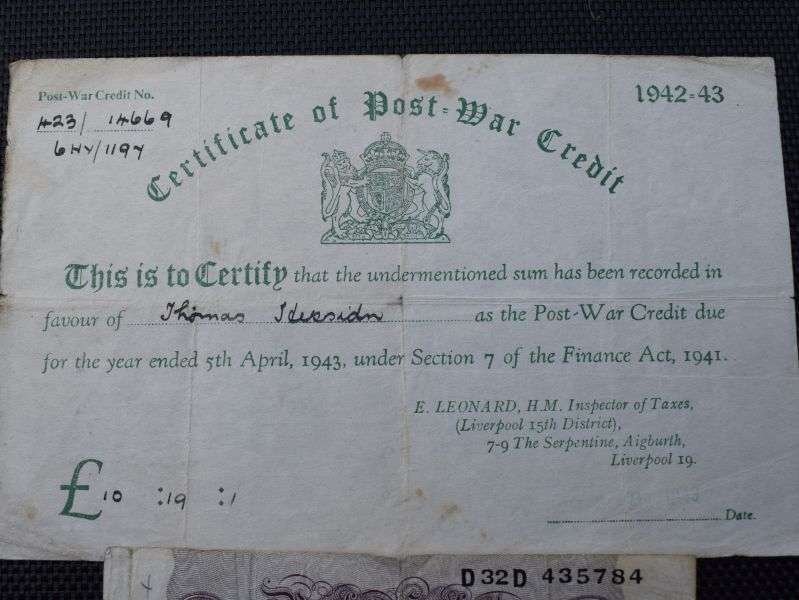 Post-War Credit No.
423/ 14669
6HY/1197
1942-43
Certificate of Post-War Credit
This is to Certify that the undermentioned sum has been recorded in
favour of Thomas as the Post-War Credit due
for the year ended 5th April, 1943, under Section 7 of the Finance Act, 1941.
E. LEONARD, H.M. Inspector of Taxes,
(Liverpool 15th District),
7-9 The Serpentine, Aigburth,
Liverpool 19.
£10 :19 :1
Date.
D32D 435784